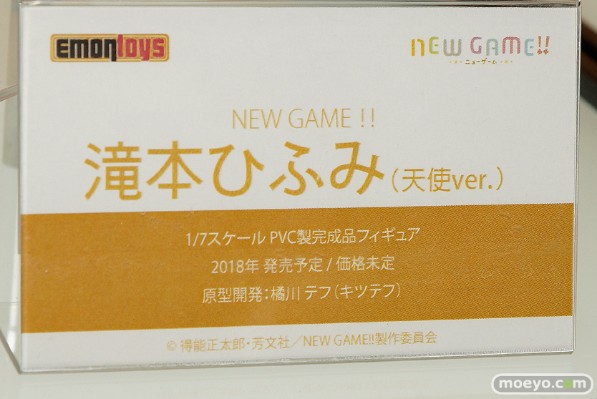 EMONtoys
NEW GAME!!
ニューゲーム
NEW GAME !!
滝本ひふみ(天使ver.)
1/7スケール PVC製完成品フィギュア
2018年 発売予定 / 価格未定
原型開発:橘川 テフ(キツテフ)
© 得能正太郎・芳文社／NEW GAME!!製作委員会
moeyo.com